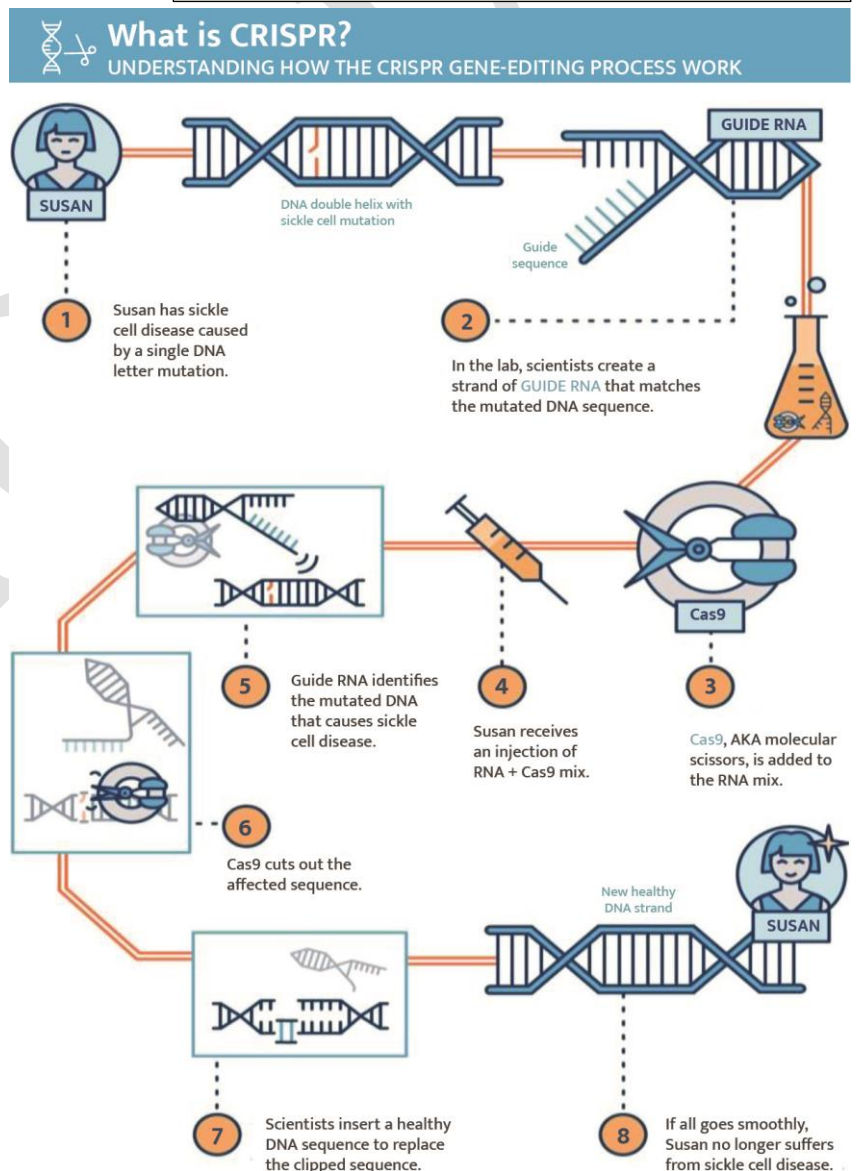 What is CRISPR?
UNDERSTANDING HOW THE CRISPR GENE-EDITING PROCESS WORK
SUSAN
DNA double helix with
sickle cell mutation
GUIDE RNA
Guide
sequence
1
Susan has sickle
cell disease caused
by a single DNA
letter mutation.
2
In the lab, scientists create a
strand of GUIDE RNA that matches
the mutated DNA sequence.
Cas9
3
Cas9, AKA molecular
scissors, is added to
the RNA mix.
4
Susan receives
an injection of
RNA + Cas9 mix.
5
Guide RNA identifies
the mutated DNA
that causes sickle
cell disease.
6
Cas9 cuts out the
affected sequence.
7
Scientists insert a healthy
DNA sequence to replace
the clipped sequence.
New healthy
DNA strand
SUSAN
8
If all goes smoothly,
Susan no longer suffers
from sickle cell disease.